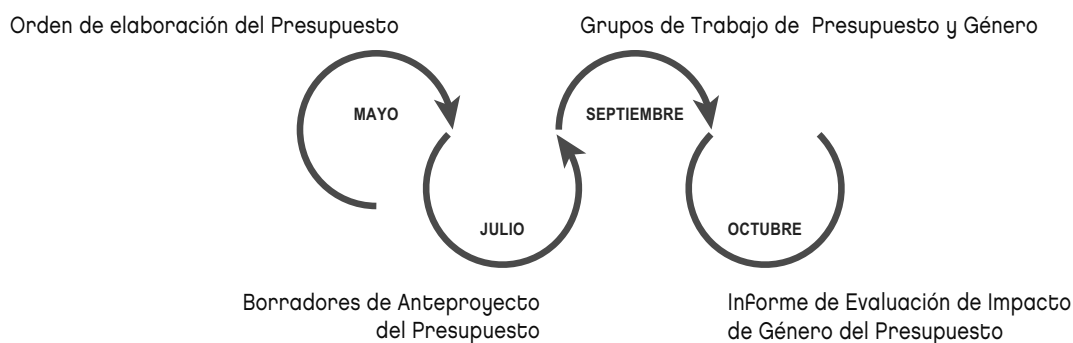 Orden de elaboración del Presupuesto
Grupos de Trabajo de Presupuesto y Género
MAYO
SEPTIEMBRE
JULIO
OCTUBRE
Borradores de Anteproyecto
del Presupuesto
Informe de Evaluación de Impacto
de Género del Presupuesto